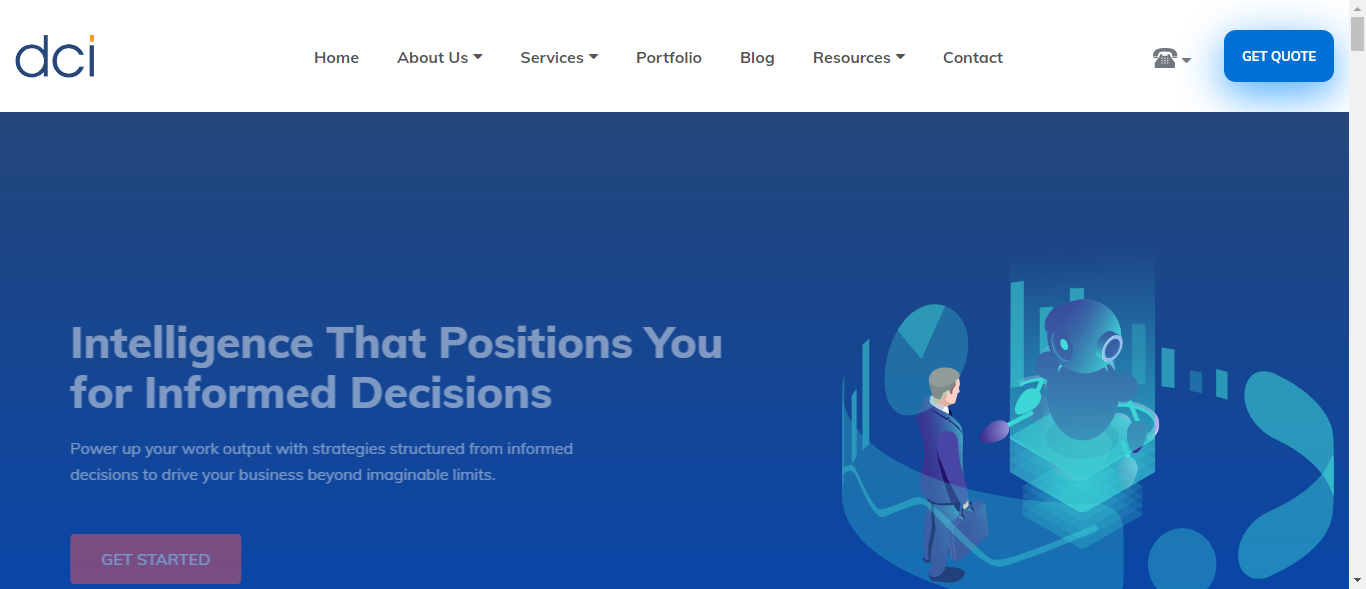 dci
Home About Us Services Portfolio Blog Resources Contact
GET QUOTE
Intelligence That Positions You
for Informed Decisions
Power up your work output with strategies structured from informed
decisions to drive your business beyond imaginable limits.
GET STARTED